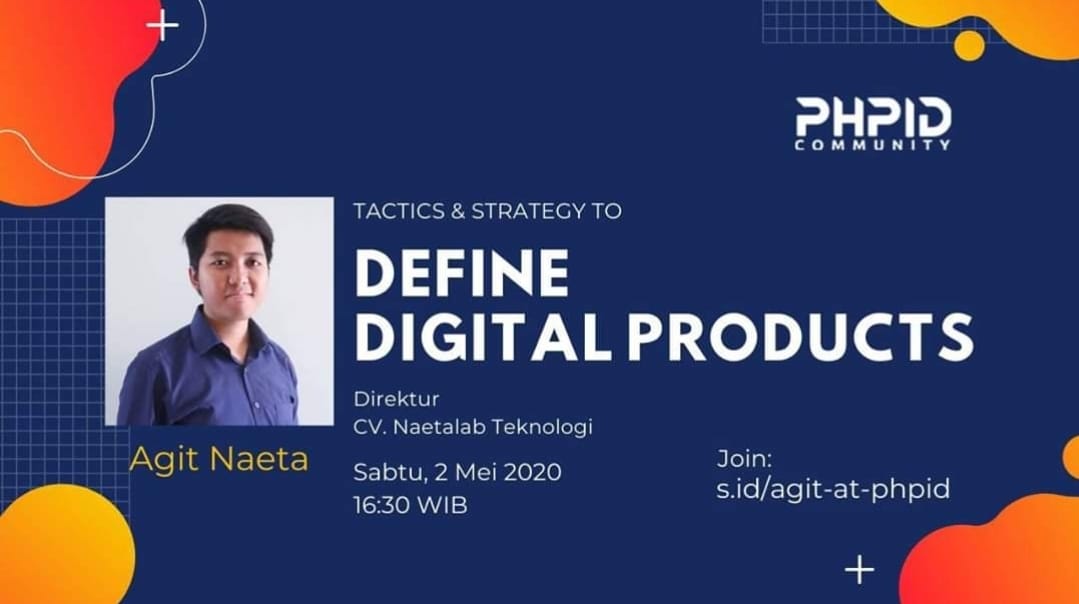 PHPID
COMMUNITY
TACTICS & STRATEGY TO
DEFINE
DIGITAL PRODUCTS
Direktur
CV. Naetalab Teknologi
Agit Naeta
Sabtu, 2 Mei 2020
16:30 WIB
Join:
s.id/agit-at-phpid